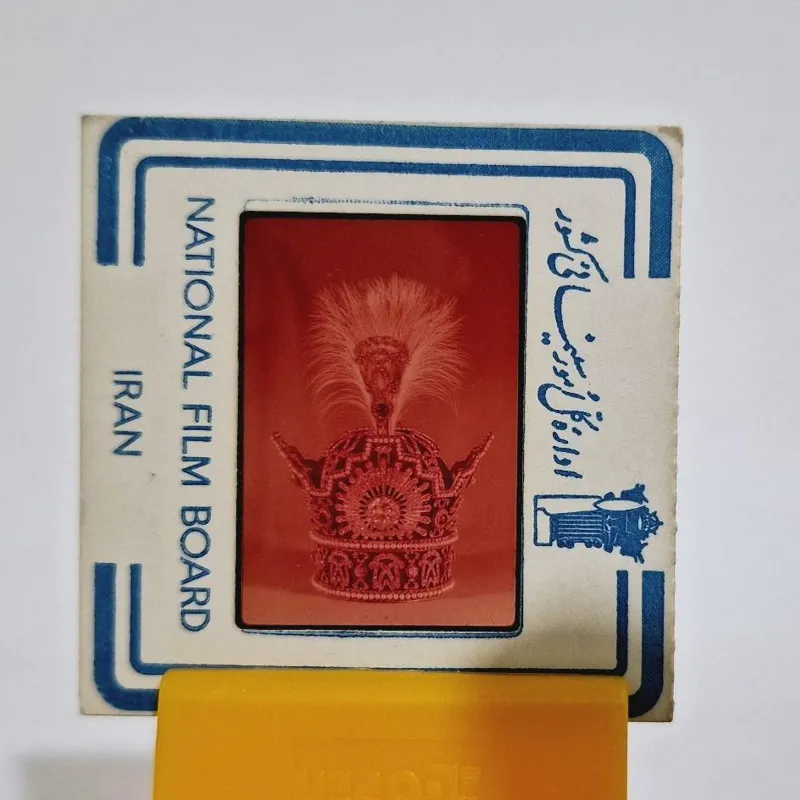 اداره کل امور سینمائی کشور
NATIONAL FILM BOARD
IRAN